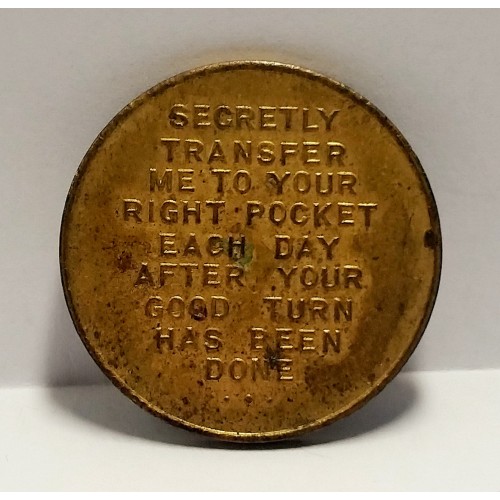 SECRETLY
TRANSFER
ME TO YOUR
RIGHT POCKET
EACH DAY
AFTER YOUR
GOOD TURN
HAS BEEN
DONE
...